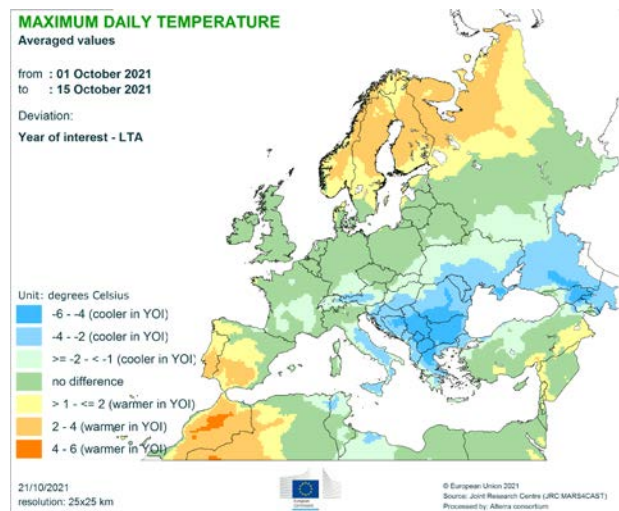 MAXIMUM DAILY TEMPERATURE
Averaged values
from : 01 October 2021
to : 15 October 2021
Deviation:
Year of interest - LTA
Unit: degrees Celsius
-6 - -4 (cooler in YOI)
-4 - -2 (cooler in YOI)
>= -2 - < -1 (cooler in YOI)
no difference
> 1 - <= 2 (warmer in YOI)
2 - 4 (warmer in YOI)
4 - 6 (warmer in YOI)
21/10/2021
resolution: 25x25 km
© European Union 2021
Source: Joint Research Centre (JRC MARS4CAST)
Processed by: Alterra consortium